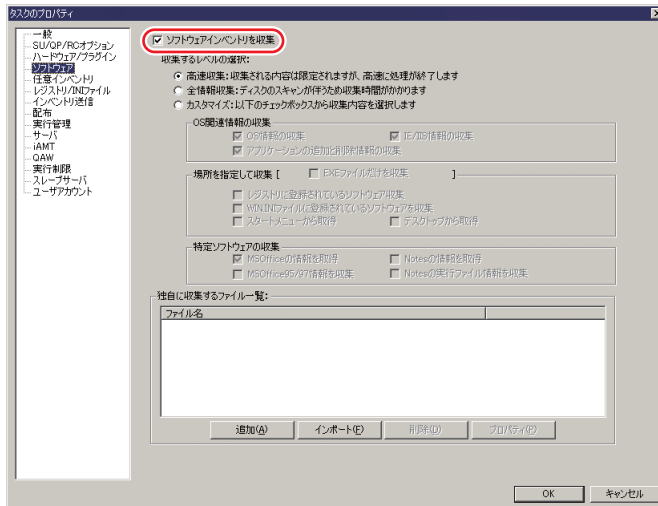 タスクのプロパティ
一般
SU/QP/RCオプション
ハードウェア/プラグイン
ソフトウェア
任意インベントリ
レジストリ/INIファイル
インベントリ送信
配布
実行管理
サーバ
iAMT
QAW
実行制限
スレーブサーバ
ユーザアカウント
ソフトウェアインベントリを収集
収集するレベルの選択:
高速収集:収集される内容は限定されますが、高速に処理が終了します
全情報収集:ディスクのスキャンが伴うため収集時間がかかります
カスタマイズ:以下のチェックボックスから収集内容を選択します
OS関連情報の収集
OS情報の収集 IE/IIS情報の収集
アプリケーションの追加と削除情報の収集
場所を指定して収集 [ EXEファイルだけを収集 ]
レジストリに登録されているソフトウェア収集
WIN.INIファイルに登録されているソフトウェアを収集
スタートメニューから取得 デスクトップから取得
特定ソフトウェアの収集
MSOfficeの情報を取得 Notesの情報を取得
MSOffice95/97情報を収集 Notesの実行ファイル情報を収集
独自に収集するファイル一覧:
ファイル名
追加(A) インポート(F) 削除(D) プロパティ(P)
OK キャンセル